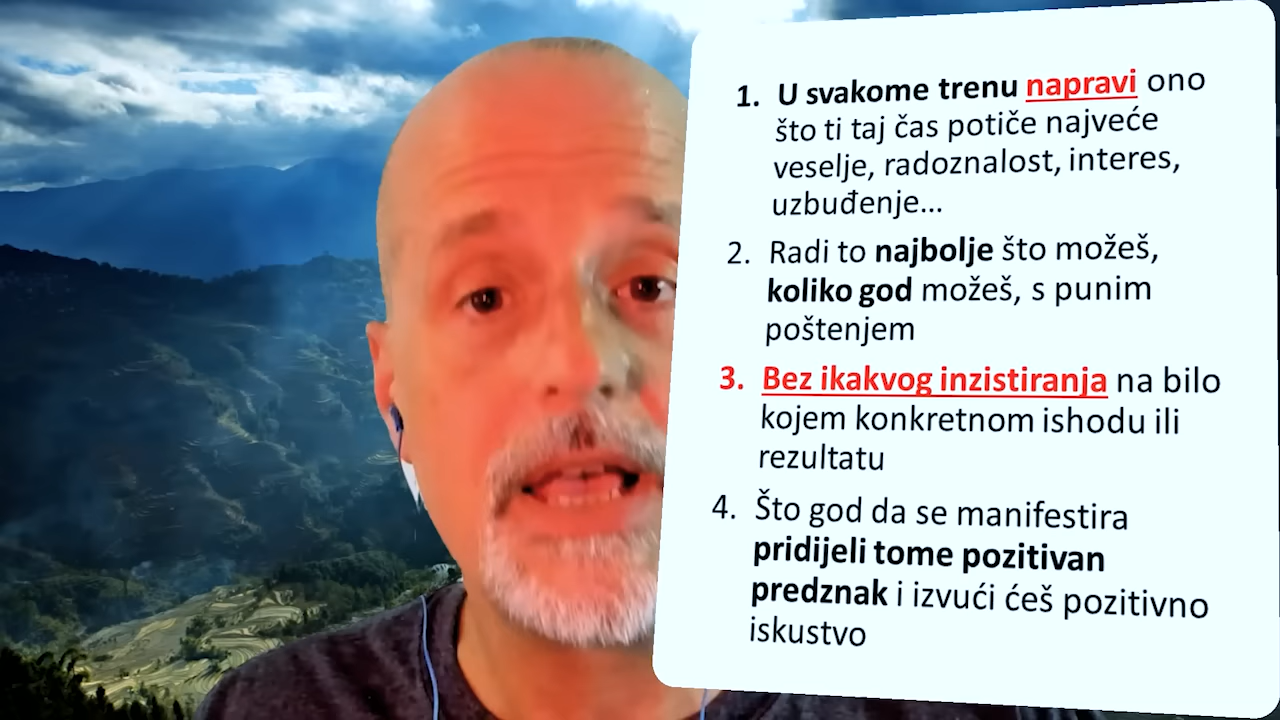 1. U svakome trenu napravi ono
što ti taj čas potiče najveće
veselje, radoznalost, interes,
uzbuđenje...
2. Radi to najbolje što možeš,
koliko god možeš, s punim
poštenjem
3. Bez ikakvog inzistiranja na bilo
kojem konkretnom ishodu ili
rezultatu
4. Što god da se manifestira
pridijeli tome pozitivan
predznak i izvući ćeš pozitivno
iskustvo